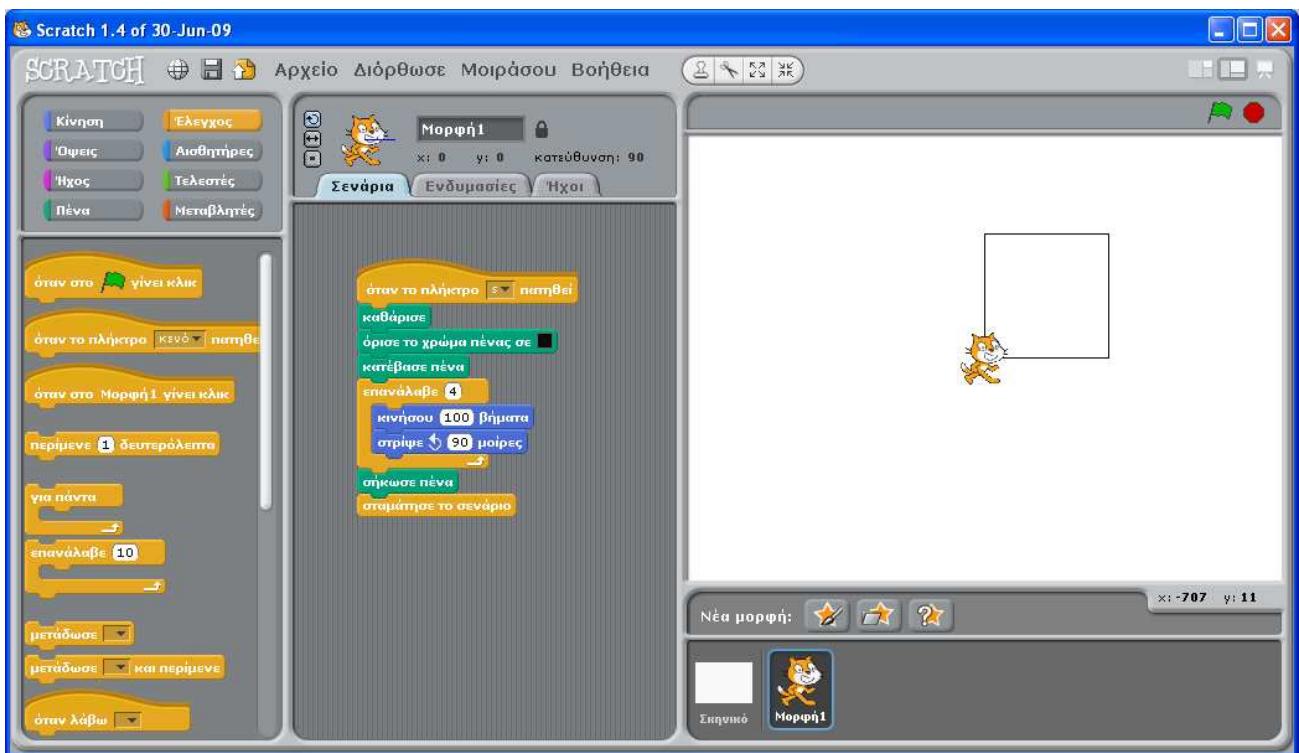 Scratch 1.4 of 30-Jun-09
SCRATCH Αρχείο Διόρθωσε Μοιράσου Βοήθεια
Κίνηση Έλεγχος
Όψεις Αισθητήρες
Ήχος Τελεστές
Πένα Μεταβλητές
όταν στο γίνει κλικ
όταν το πλήκτρο κενό πατηθε
όταν στο Μορφή1 γίνει κλικ
περίμενε 1 δευτερόλεπτα
για πάντα
επανάλαβε 10
μετάδωσε
μετάδωσε και περίμενε
όταν λάβω
Μορφή1
x: 0 y: 0 κατεύθυνση: 90
Σενάρια Ενδυμασίες Ήχοι
όταν το πλήκτρο s πατηθεί
καθάρισε
όρισε το χρώμα πένας σε
κατέβασε πένα
επανάλαβε 4
κινήσου 100 βήματα
στρίψε 90 μοίρες
σήκωσε πένα
σταμάτησε το σενάριο
x: -707 y: 11
Νέα μορφή:
Σκηνικό Μορφή1